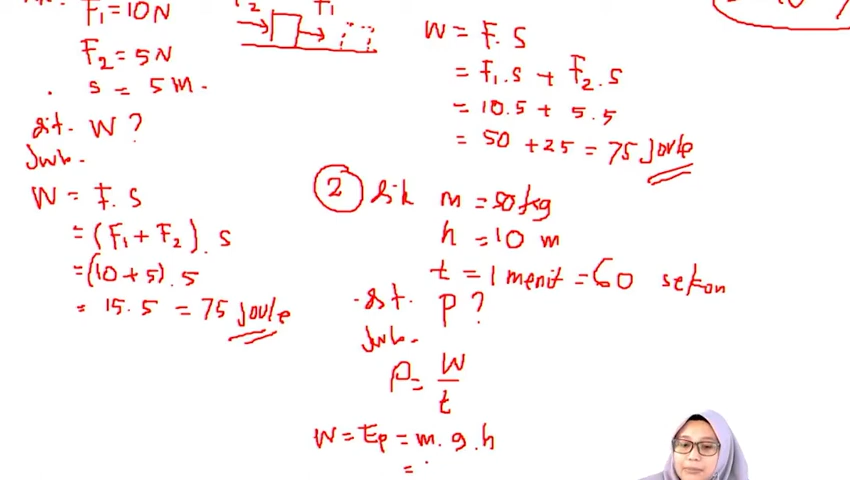 F₁ = 10 N
F₂ = 5 N
s = 5 m.
dit. W ?
Jwb.
W = F. S
= (F₁ + F₂) . S
= (10 + 5) . 5
= 15. 5 = 75 Joule
F₁
W = F. S
= F₁. s + F₂. s
= 10. 5 + 5. 5
= 50 + 25 = 75 Joule
2 dik m = 50 kg
h = 10 m
t = 1 menit = 60 sekon
dit. P ?
Jwb.
P = W/t
W = Ep = m. g. h
=